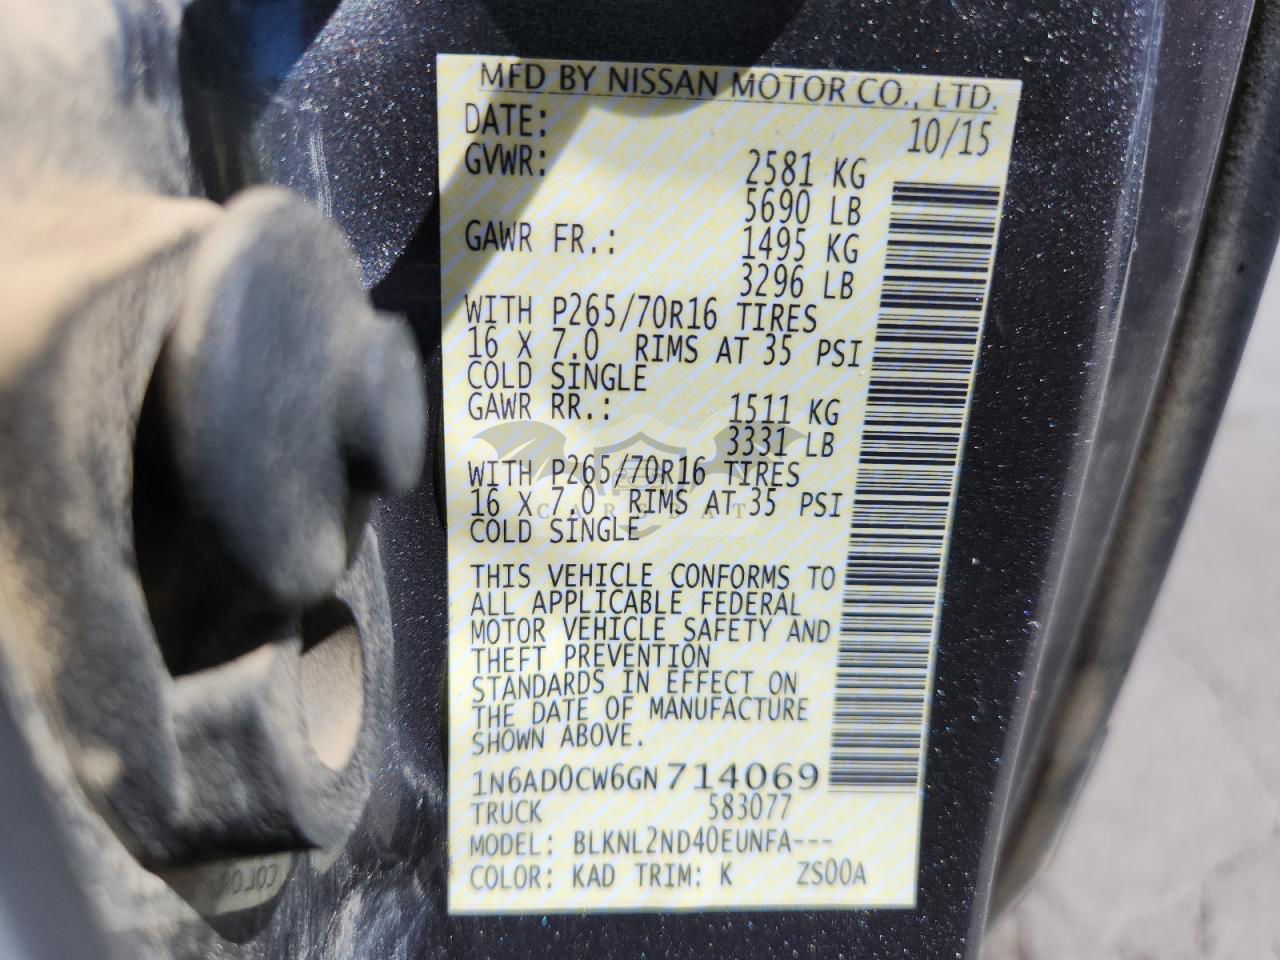 MFD BY NISSAN MOTOR CO., LTD.
DATE: 10/15
GVWR: 2581 KG
5690 LB
GAWR FR.: 1495 KG
3296 LB
WITH P265/70R16 TIRES
16 X 7.0 RIMS AT 35 PSI
COLD SINGLE
GAWR RR.: 1511 KG
3331 LB
WITH P265/70R16 TIRES
16 X 7.0 RIMS AT 35 PSI
COLD SINGLE
CARBAT
THIS VEHICLE CONFORMS TO
ALL APPLICABLE FEDERAL
MOTOR VEHICLE SAFETY AND
THEFT PREVENTION
STANDARDS IN EFFECT ON
THE DATE OF MANUFACTURE
SHOWN ABOVE.
1N6AD0CW6GN714069
TRUCK 583077
MODEL: BLKNL2ND40EUNFA---
COLOR: KAD TRIM: K ZS00A